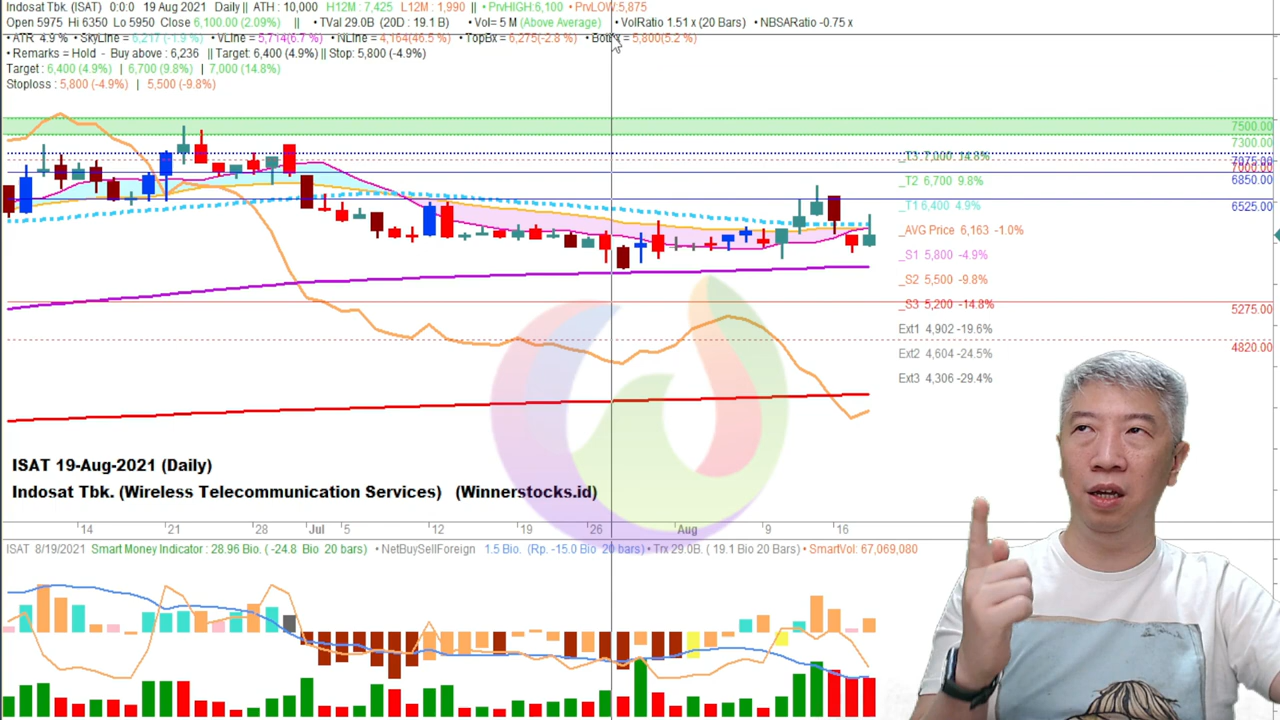 Indosat Tbk. (ISAT) 0:0:0 19 Aug 2021 Daily || ATH : 10,000 H12M : 7,425 L12M : 1,990 || • PrvHIGH:6,100 • PrvLOW:5,875
Open 5975 Hi 6350 Lo 5950 Close 6,100.00 (2.09%) || • TVal 29.0B (20D : 19.1 B) • Vol= 5 M (Above Average) • VolRatio 1.51 x (20 Bars) • NBSARatio -0.75 x
• ATR 4.9 % • SkyLine = 6,217 (-1.9 %) • VLine = 5,714(6.7 %) • NLine = 4,164(46.5 %) • TopBx = 6,275(-2.8 %) • 5,800(5.2 %)
• Remarks = Hold - Buy above : 6,236 || Target: 6,400 (4.9%) || Stop: 5,800 (-4.9%)
Target : 6,400 (4.9%) | 6,700 (9.8%) | 7,000 (14.8%)
Stoploss : 5,800 (-4.9%) | 5,500 (-9.8%)
7500.00
7300.00
7075.00
7000.00
6850.00
6525.00
5275.00
4820.00
_T3 7,000 14.8%
_T2 6,700 9.8%
_T1 6,400 4.9%
_AVG Price 6,163 -1.0%
_S1 5,800 -4.9%
_S2 5,500 -9.8%
_S3 5,200 -14.8%
Ext1 4,902 -19.6%
Ext2 4,604 -24.5%
Ext3 4,306 -29.4%
ISAT 19-Aug-2021 (Daily)
Indosat Tbk. (Wireless Telecommunication Services) (Winnerstocks.id)
14 21 28 Jul 5 12 19 26 Aug 9 16
ISAT 8/19/2021 Smart Money Indicator : 28.96 Bio. ( -24.8 Bio 20 bars) • NetBuySellForeign 1.5 Bio. (Rp. -15.0 Bio 20 bars) • Trx 29.0B. ( 19.1 Bio 20 Bars) • SmartVol: 67,069,080